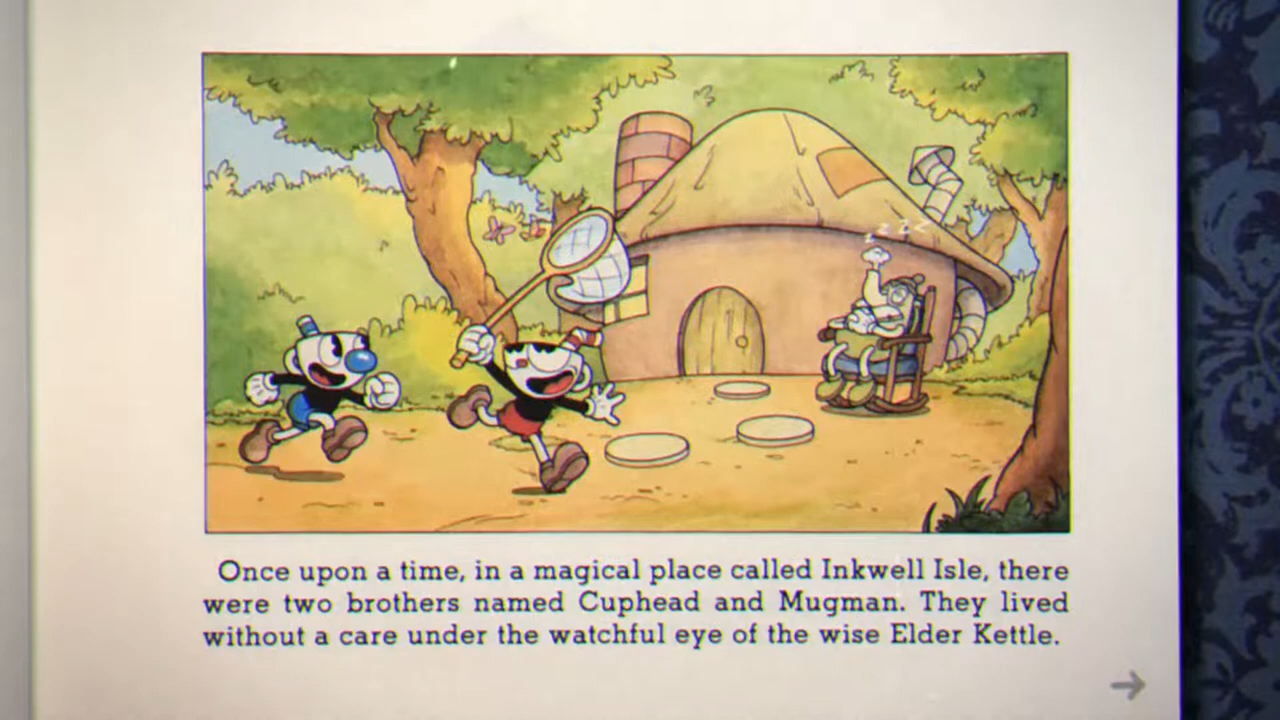 z z z z
Once upon a time, in a magical place called Inkwell Isle, there
were two brothers named Cuphead and Mugman. They lived
without a care under the watchful eye of the wise Elder Kettle.